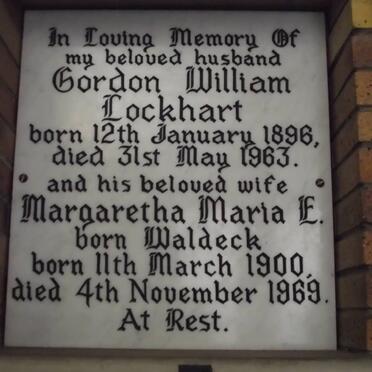 In Loving Memory Of
my beloved husband
Gordon William
Lockhart
born 12th January 1896,
died 31st May 1963.
and his beloved wife
Margaretha Maria E.
born Waldeck
born 11th March 1900,
died 4th November 1969.
At Rest.